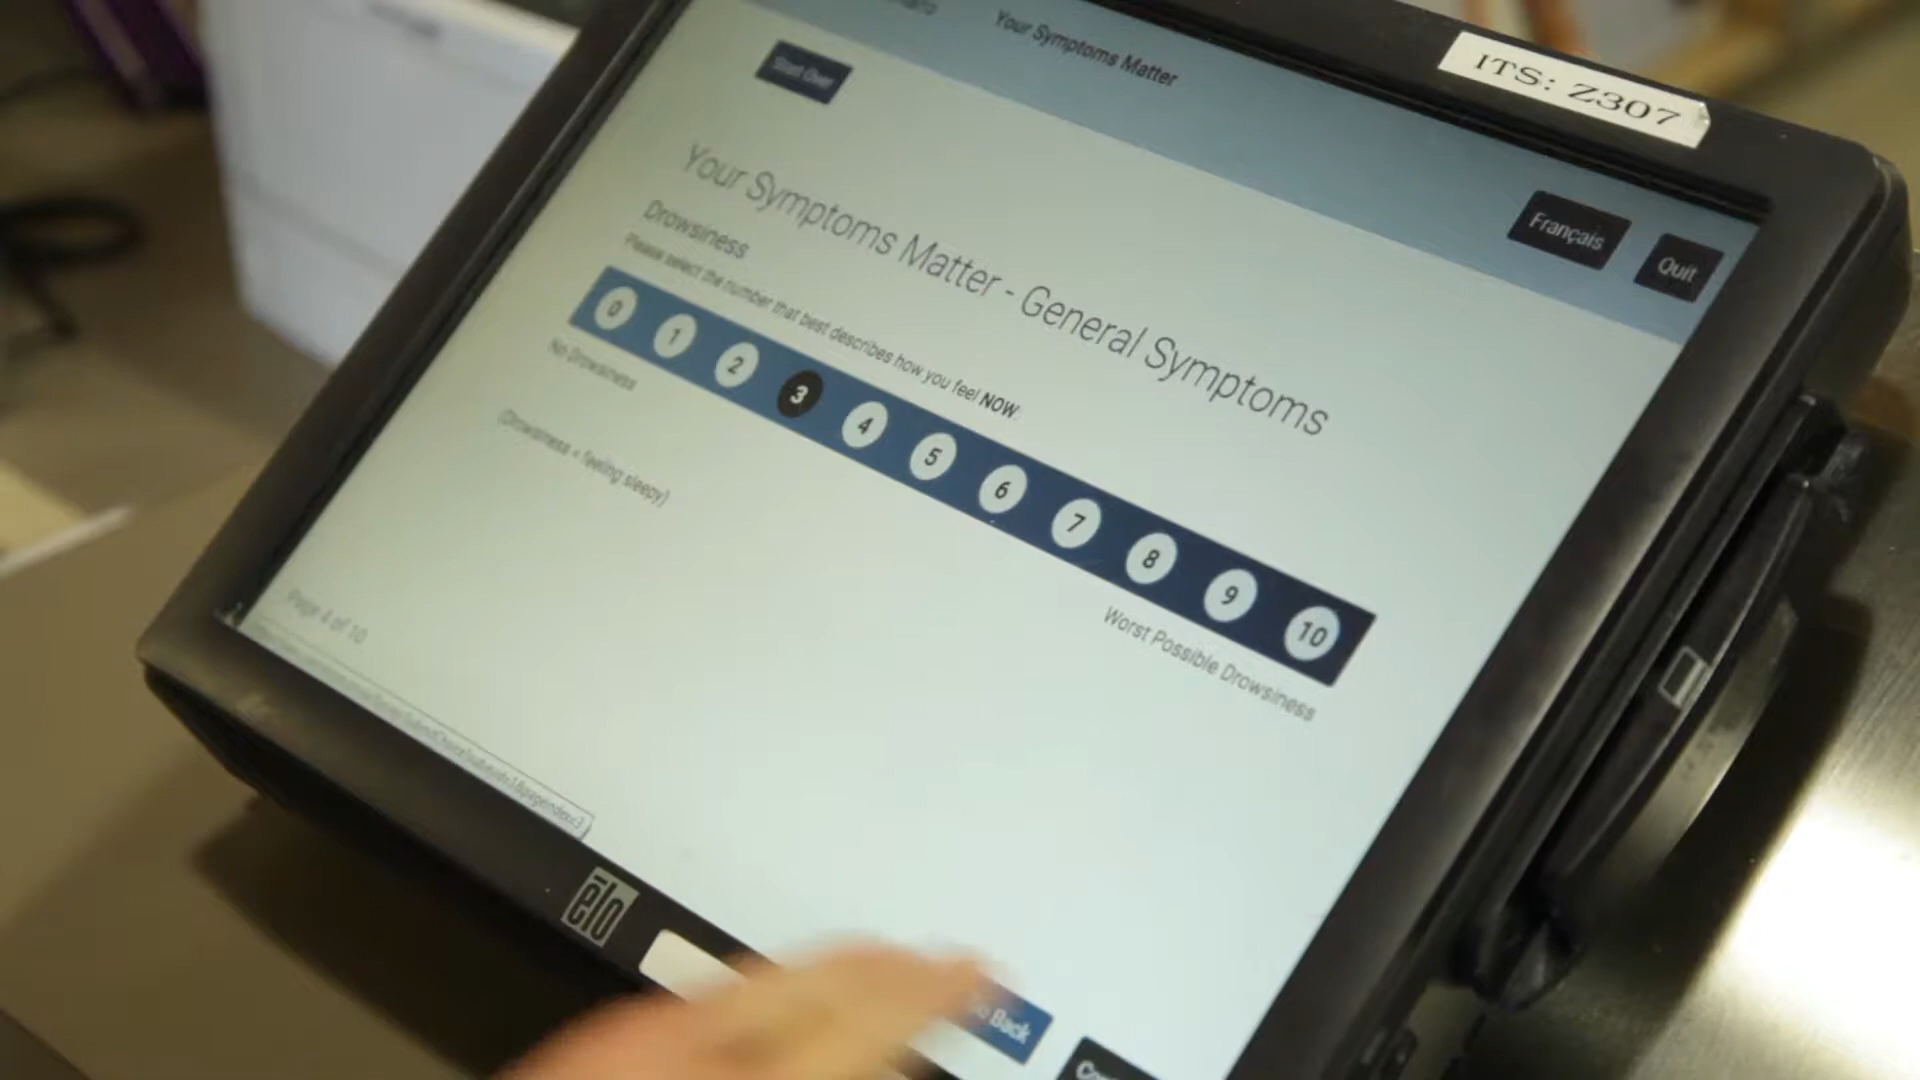 Your Symptoms Matter
ITS: Z307
Start Over
Français
Quit
Your Symptoms Matter - General Symptoms
Drowsiness
Please select the number that best describes how you feel NOW.
0 1 2 3 4 5 6 7 8 9 10
No Drowsiness
Worst Possible Drowsiness
(Drowsiness = feeling sleepy)
Page 4 of 10
elo
Back